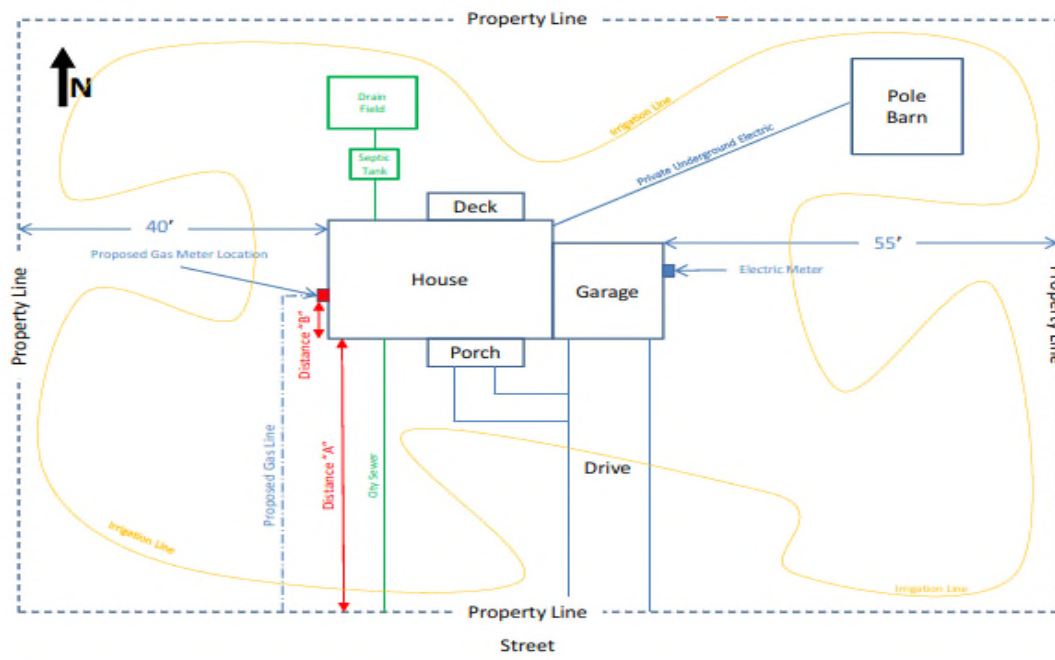 Property Line
N
Drain
Field
Septic
Tank
Irrigation Line
Private Underground Electric
Pole
Barn
Deck
40'
55'
Proposed Gas Meter Location
House
Garage
Electric Meter
Property Line
Property Line
Distance "B"
Porch
Proposed Gas Line
Distance "A"
City Sewer
Drive
Irrigation Line
Irrigation Line
Property Line
Street